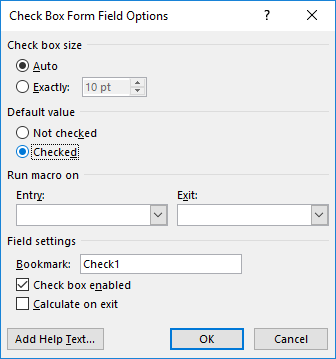 Check Box Form Field Options
Check box size
Auto
Exactly: 10 pt
Default value
Not checked
Checked
Run macro on
Entry: Exit:
Field settings
Bookmark: Check1
Check box enabled
Calculate on exit
Add Help Text... OK Cancel